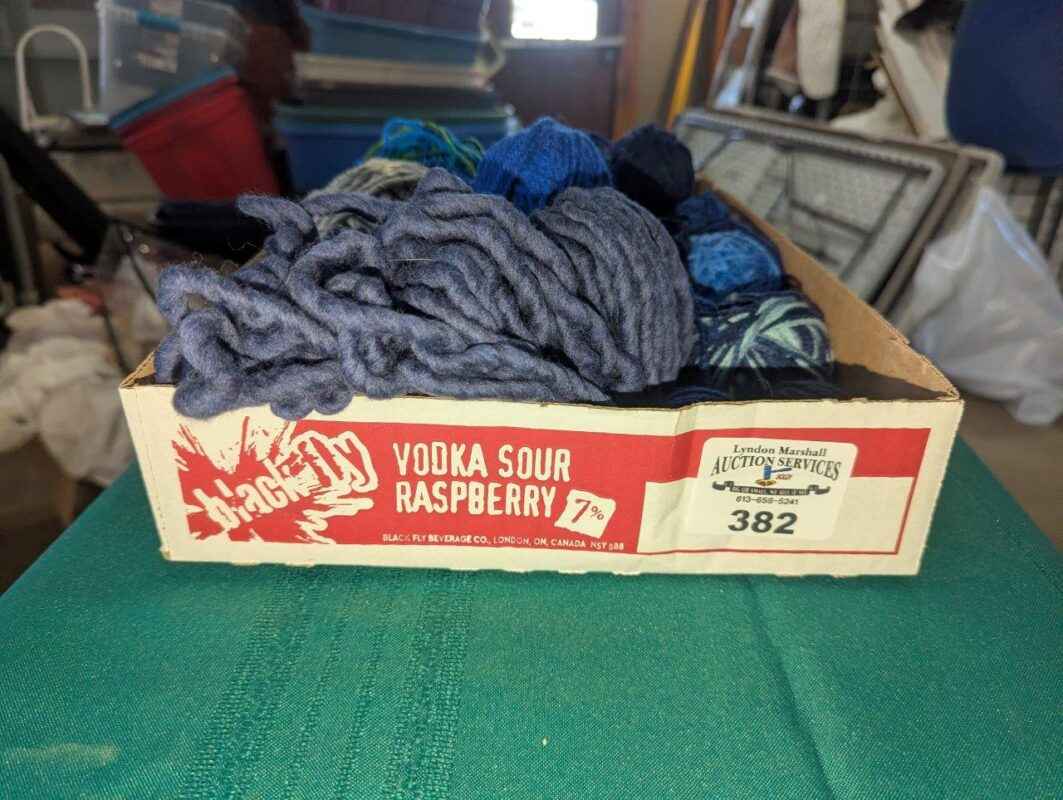 black fly
VODKA SOUR
RASPBERRY 7%
BLACK FLY BEVERAGE CO., LONDON, ON, CANADA N5Y 5B8
Lyndon Marshall
AUCTION SERVICES
613-656-5241
382